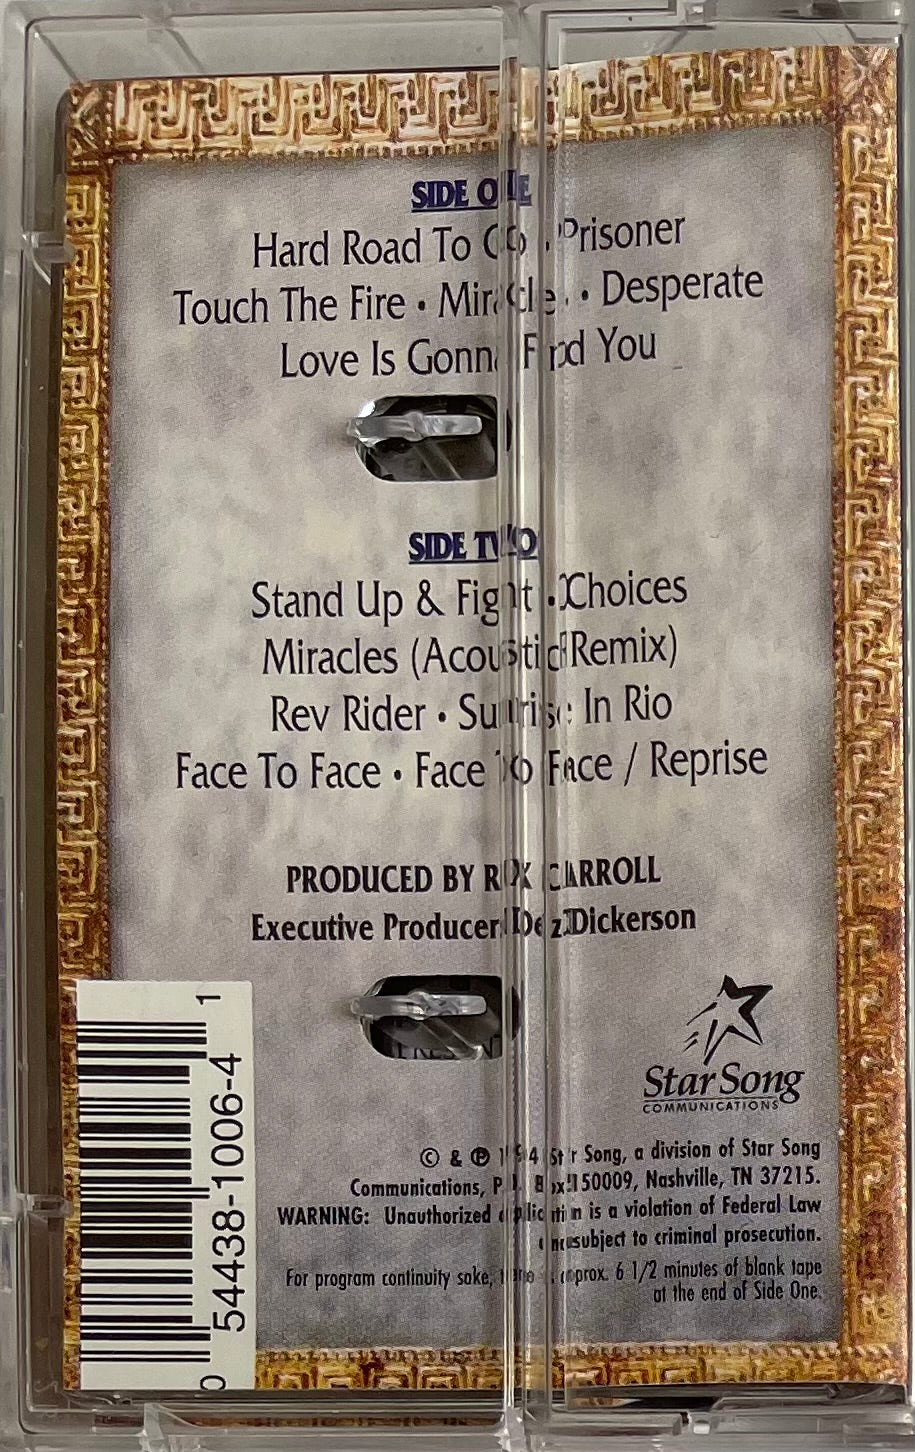 SIDE ONE
Hard Road To Go • Prisoner
Touch The Fire • Miracles • Desperate
Love Is Gonna Find You
SIDE TWO
Stand Up & Fight • Choices
Miracles (Acoustic Remix)
Rev Rider • Sunrise In Rio
Face To Face • Face To Face / Reprise
PRODUCED BY REX CARROLL
Executive Producer: Dez Dickerson
Star Song
COMMUNICATIONS
© & ℗ 1994 Star Song, a division of Star Song
Communications, P.O. Box 150009, Nashville, TN 37215.
WARNING: Unauthorized duplication is a violation of Federal Law
and subject to criminal prosecution.
For program continuity sake, there is approx. 6 1/2 minutes of blank tape
at the end of Side One.
0 54438-1006-4 1